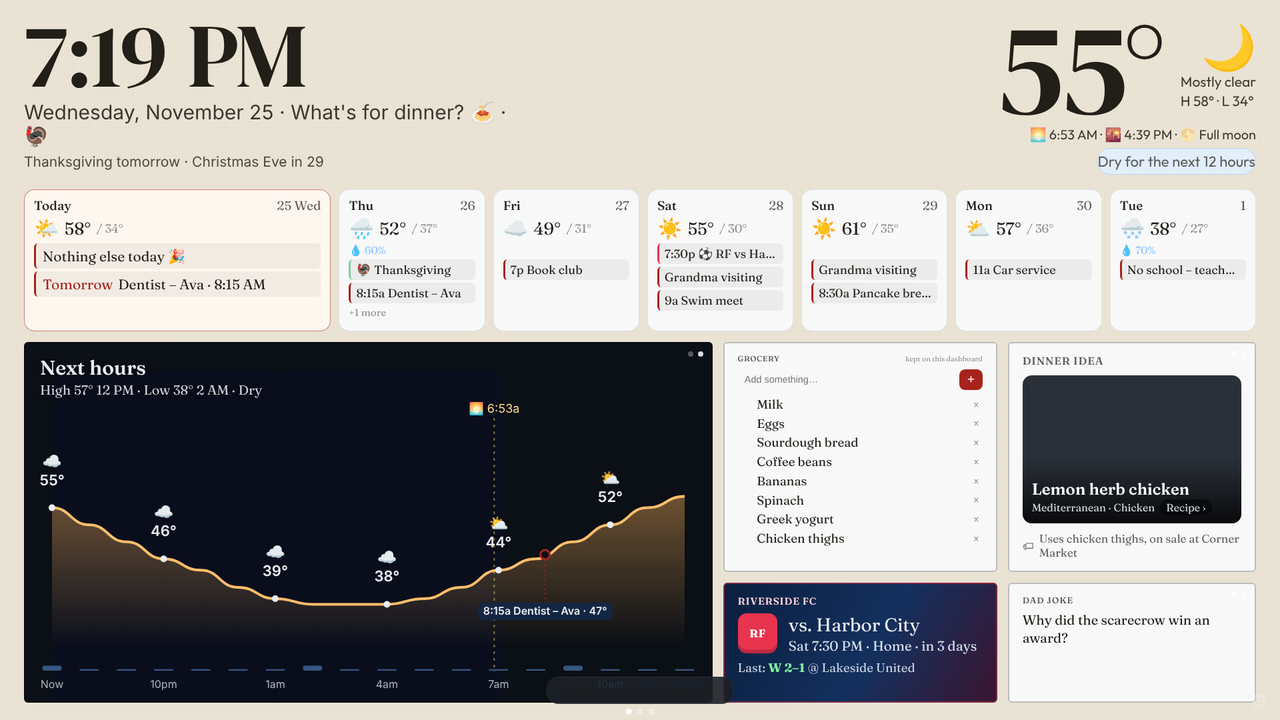 7:19 PM
Wednesday, November 25 · What's for dinner? 🍝 ·
🦃
Thanksgiving tomorrow · Christmas Eve in 29
55°
Mostly clear
H 58° · L 34°
🌅 6:53 AM · 🌇 4:39 PM · 🌕 Full moon
Dry for the next 12 hours
Today 25 Wed
58° / 34°
Nothing else today 🎉
Tomorrow Dentist – Ava · 8:15 AM
Thu 26
52° / 37°
💧 60%
🦃 Thanksgiving
8:15a Dentist – Ava
+1 more
Fri 27
49° / 31°
7p Book club
Sat 28
55° / 30°
7:30p ⚽ RF vs Ha...
Grandma visiting
9a Swim meet
Sun 29
61° / 35°
Grandma visiting
8:30a Pancake bre...
Mon 30
57° / 36°
11a Car service
Tue 1
38° / 27°
💧 70%
No school – teach...
Next hours
High 57° 12 PM · Low 38° 2 AM · Dry
🌅 6:53a
55°
46°
39°
38°
44°
52°
8:15a Dentist – Ava · 47°
Now 10pm 1am 4am 7am 10am
GROCERY kept on this dashboard
Add something... +
Milk ×
Eggs ×
Sourdough bread ×
Coffee beans ×
Bananas ×
Spinach ×
Greek yogurt ×
Chicken thighs ×
DINNER IDEA
Lemon herb chicken
Mediterranean · Chicken Recipe ›
Uses chicken thighs, on sale at Corner
Market
RIVERSIDE FC
RF
vs. Harbor City
Sat 7:30 PM · Home · in 3 days
Last: W 2–1 @ Lakeside United
DAD JOKE
Why did the scarecrow win an
award?